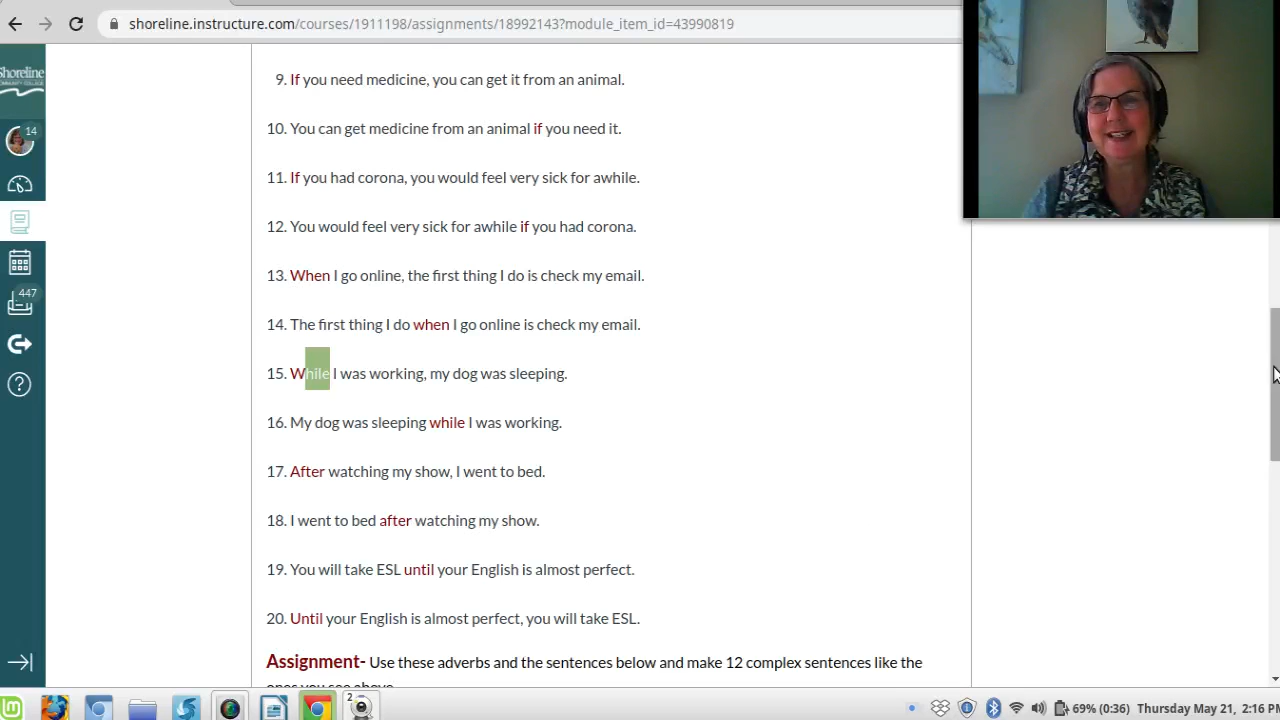 shoreline.instructure.com/courses/1911198/assignments/18992143?module_item_id=43990819
Shoreline
14
447
9. If you need medicine, you can get it from an animal.
10. You can get medicine from an animal if you need it.
11. If you had corona, you would feel very sick for awhile.
12. You would feel very sick for awhile if you had corona.
13. When I go online, the first thing I do is check my email.
14. The first thing I do when I go online is check my email.
15. While I was working, my dog was sleeping.
16. My dog was sleeping while I was working.
17. After watching my show, I went to bed.
18. I went to bed after watching my show.
19. You will take ESL until your English is almost perfect.
20. Until your English is almost perfect, you will take ESL.
Assignment- Use these adverbs and the sentences below and make 12 complex sentences like the
ones you see above
2
69% (0:36) Thursday May 21, 2:16 PM